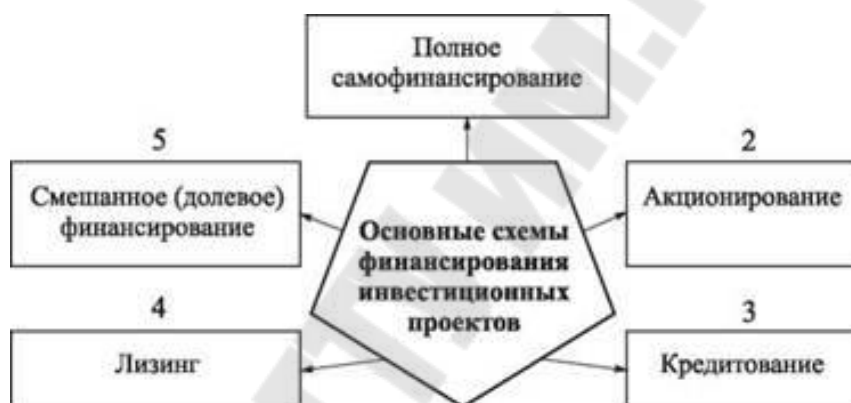 Полное
самофинансирование
5
2
Смешанное (долевое)
финансирование
Акционирование
Основные схемы
финансирования
инвестиционных
проектов
4
3
Лизинг
Кредитование